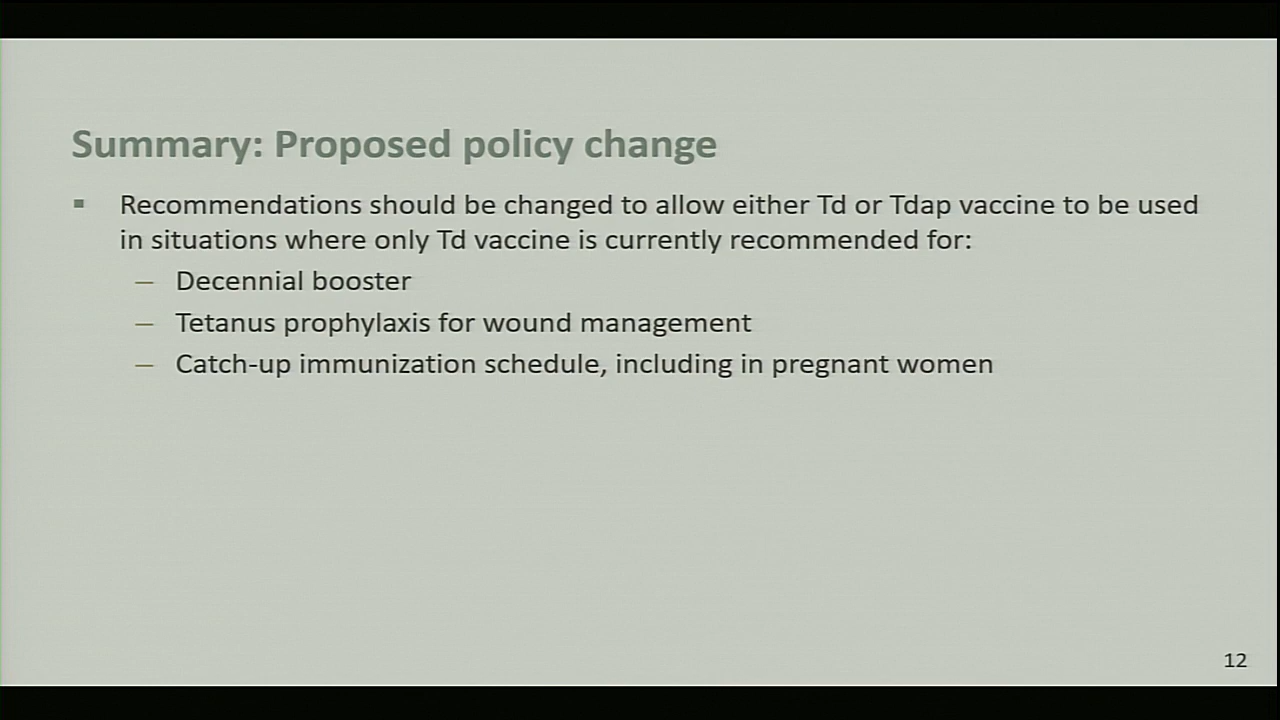 Summary: Proposed policy change
▪ Recommendations should be changed to allow either Td or Tdap vaccine to be used
in situations where only Td vaccine is currently recommended for:
– Decennial booster
– Tetanus prophylaxis for wound management
– Catch-up immunization schedule, including in pregnant women
12